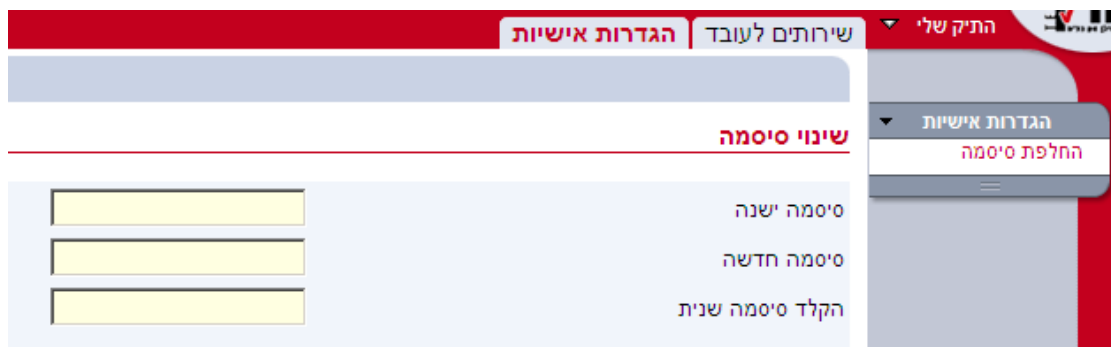 התיק שלי
שירותים לעובד
הגדרות אישיות
הגדרות אישיות
החלפת סיסמה
שינוי סיסמה
סיסמה ישנה
סיסמה חדשה
הקלד סיסמה שנית